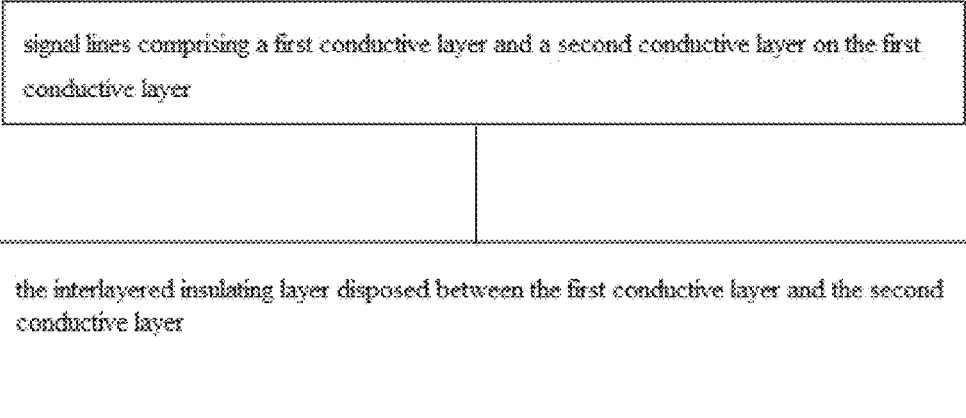 signal lines comprising a first conductive layer and a second conductive layer on the first
conductive layer
the interlayered insulating layer disposed between the first conductive layer and the second
conductive layer